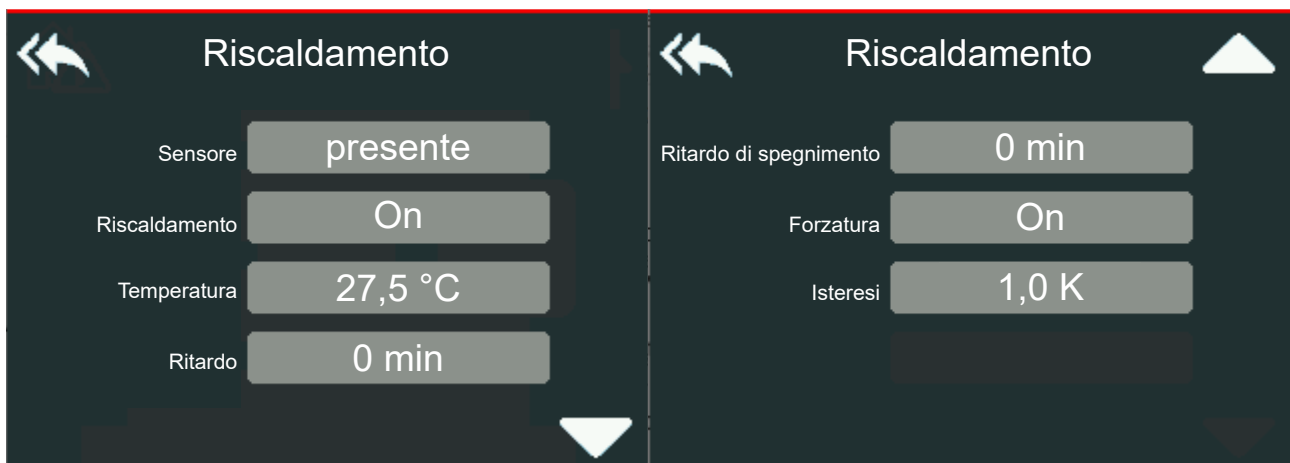 Riscaldamento
Sensore presente
Riscaldamento On
Temperatura 27,5 °C
Ritardo 0 min
Riscaldamento
Ritardo di spegnimento 0 min
Forzatura On
Isteresi 1,0 K